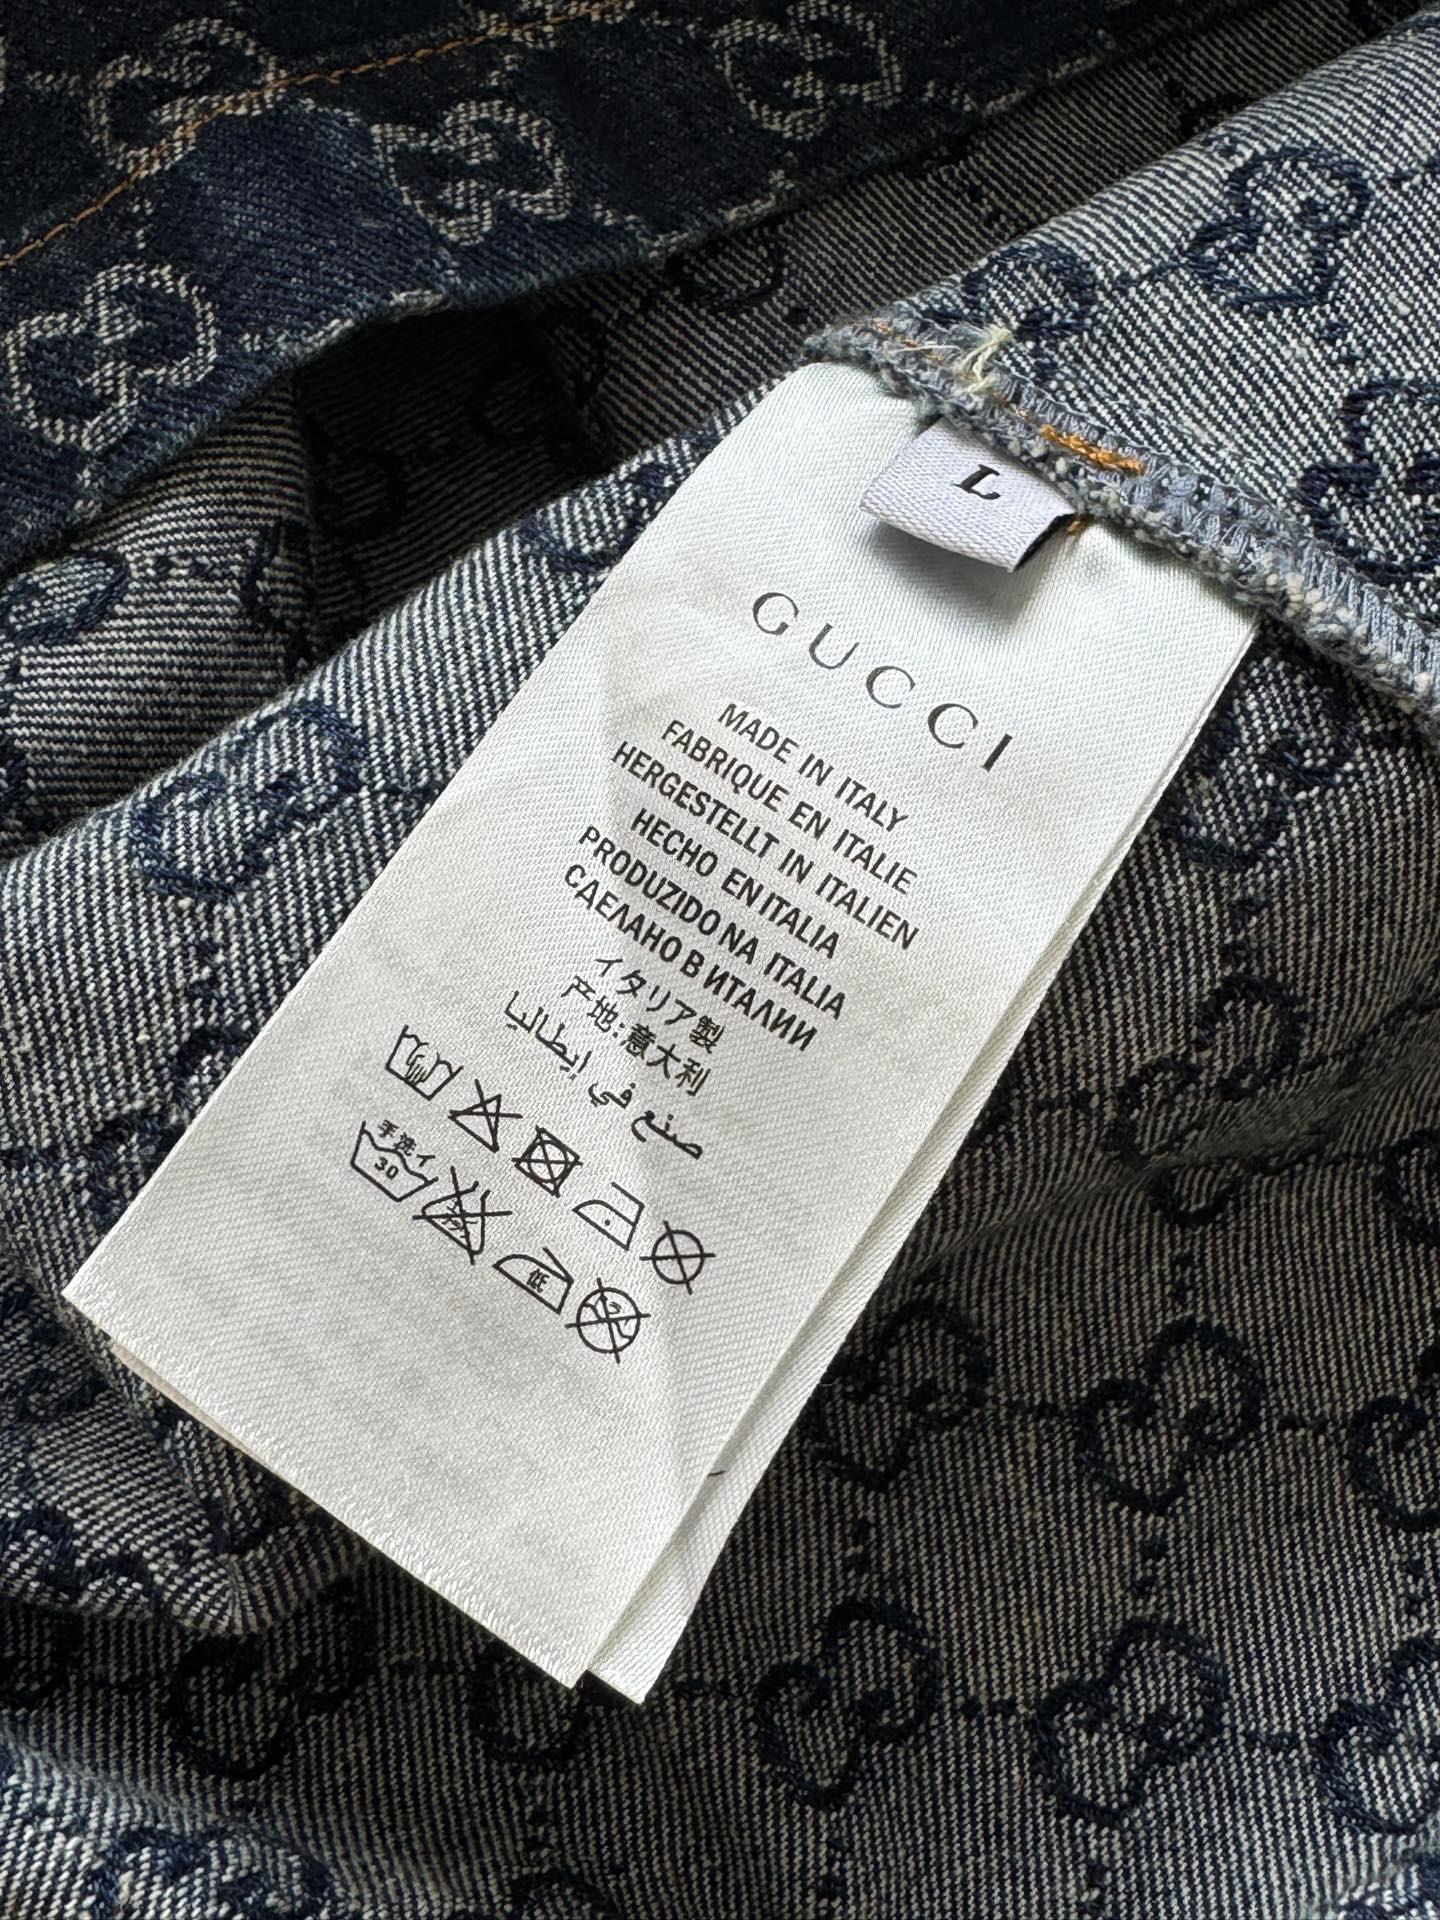 L
GUCCI
MADE IN ITALY
FABRIQUE EN ITALIE
HERGESTELLT IN ITALIEN
HECHO EN ITALIA
PRODUZIDO NA ITALIA
СДЕЛАНО В ИТАЛИИ
イタリア製
产地:意大利
صنع في إيطاليا
手洗イ
30
低